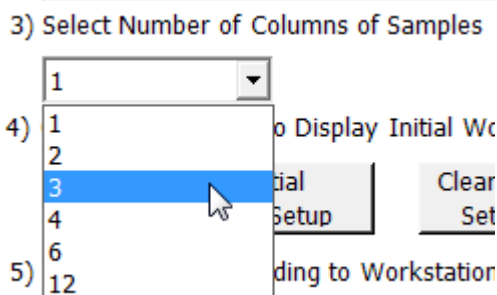 3) Select Number of Columns of Samples
1
4)
1
2
3
4
6
12
o Display Initial Wo
tial
Setup
Clear
Set
5)
ding to Workstation